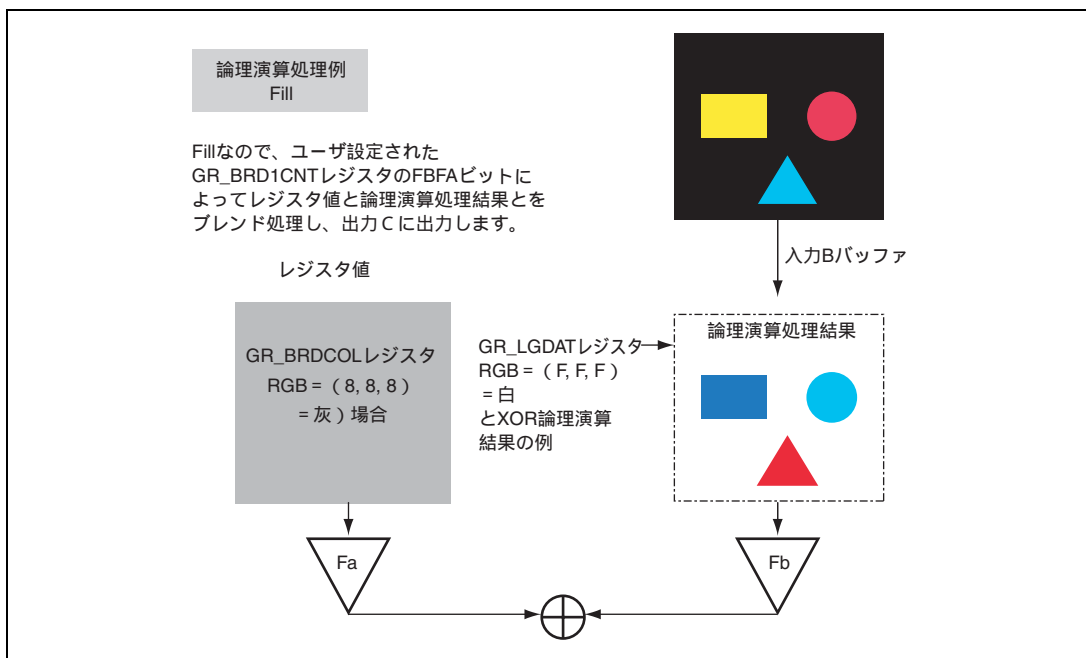 論理演算処理例
Fill
Fillなので、ユーザ設定された
GR_BRD1CNTレジスタのFBFAビットに
よってレジスタ値と論理演算処理結果とを
ブレンド処理し、出力Cに出力します。
レジスタ値
GR_BRDCOLレジスタ
RGB = ( 8, 8, 8 )
= 灰 ) 場合
入力Bバッファ
GR_LGDATレジスタ
RGB = ( F, F, F )
= 白
とXOR論理演算
結果の例
論理演算処理結果
Fa
Fb